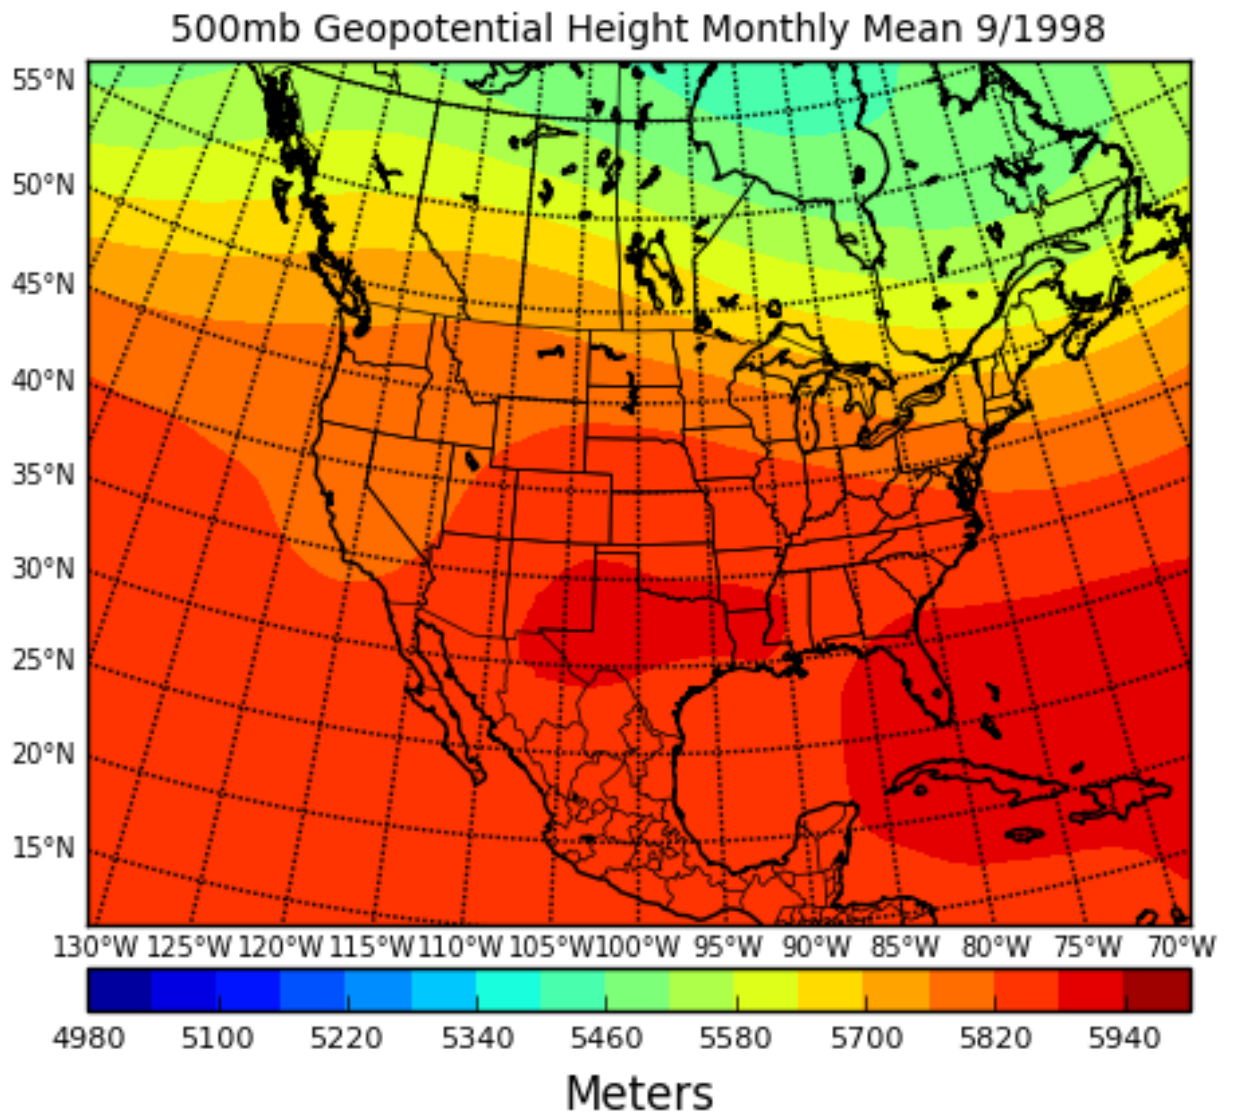 500mb Geopotential Height Monthly Mean 9/1998
55°N
50°N
45°N
40°N
35°N
30°N
25°N
20°N
15°N
130°W 125°W 120°W 115°W 110°W 105°W 100°W 95°W 90°W 85°W 80°W 75°W 70°W
4980 5100 5220 5340 5460 5580 5700 5820 5940
Meters